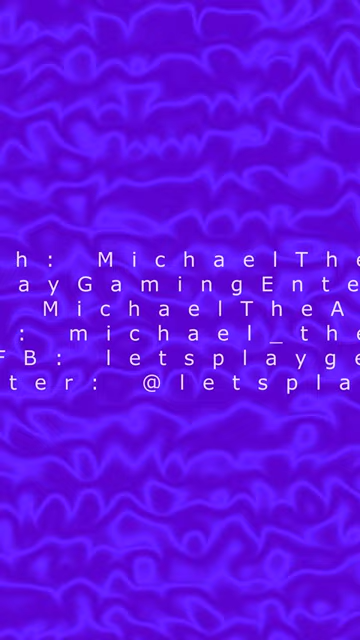 h: MichaelThe
ayGamingEnte
MichaelTheA
: michael_the
FB: letsplayge
ter: @letspla